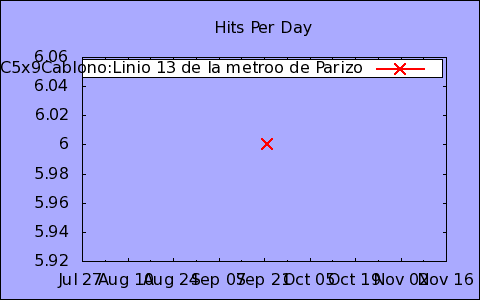 Hits Per Day
C5x9Cablono:Linio 13 de la metroo de Parizo
6.06
6.04
6.02
6
5.98
5.96
5.94
5.92
Jul 27 Aug 10 Aug 24 Sep 07 Sep 21 Oct 05 Oct 19 Nov 02 Nov 16